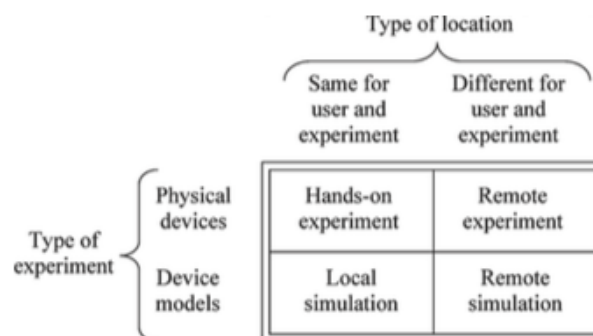 Type of location
Same for user and experiment
Different for user and experiment
Type of experiment
Physical devices
Hands-on experiment
Remote experiment
Device models
Local simulation
Remote simulation